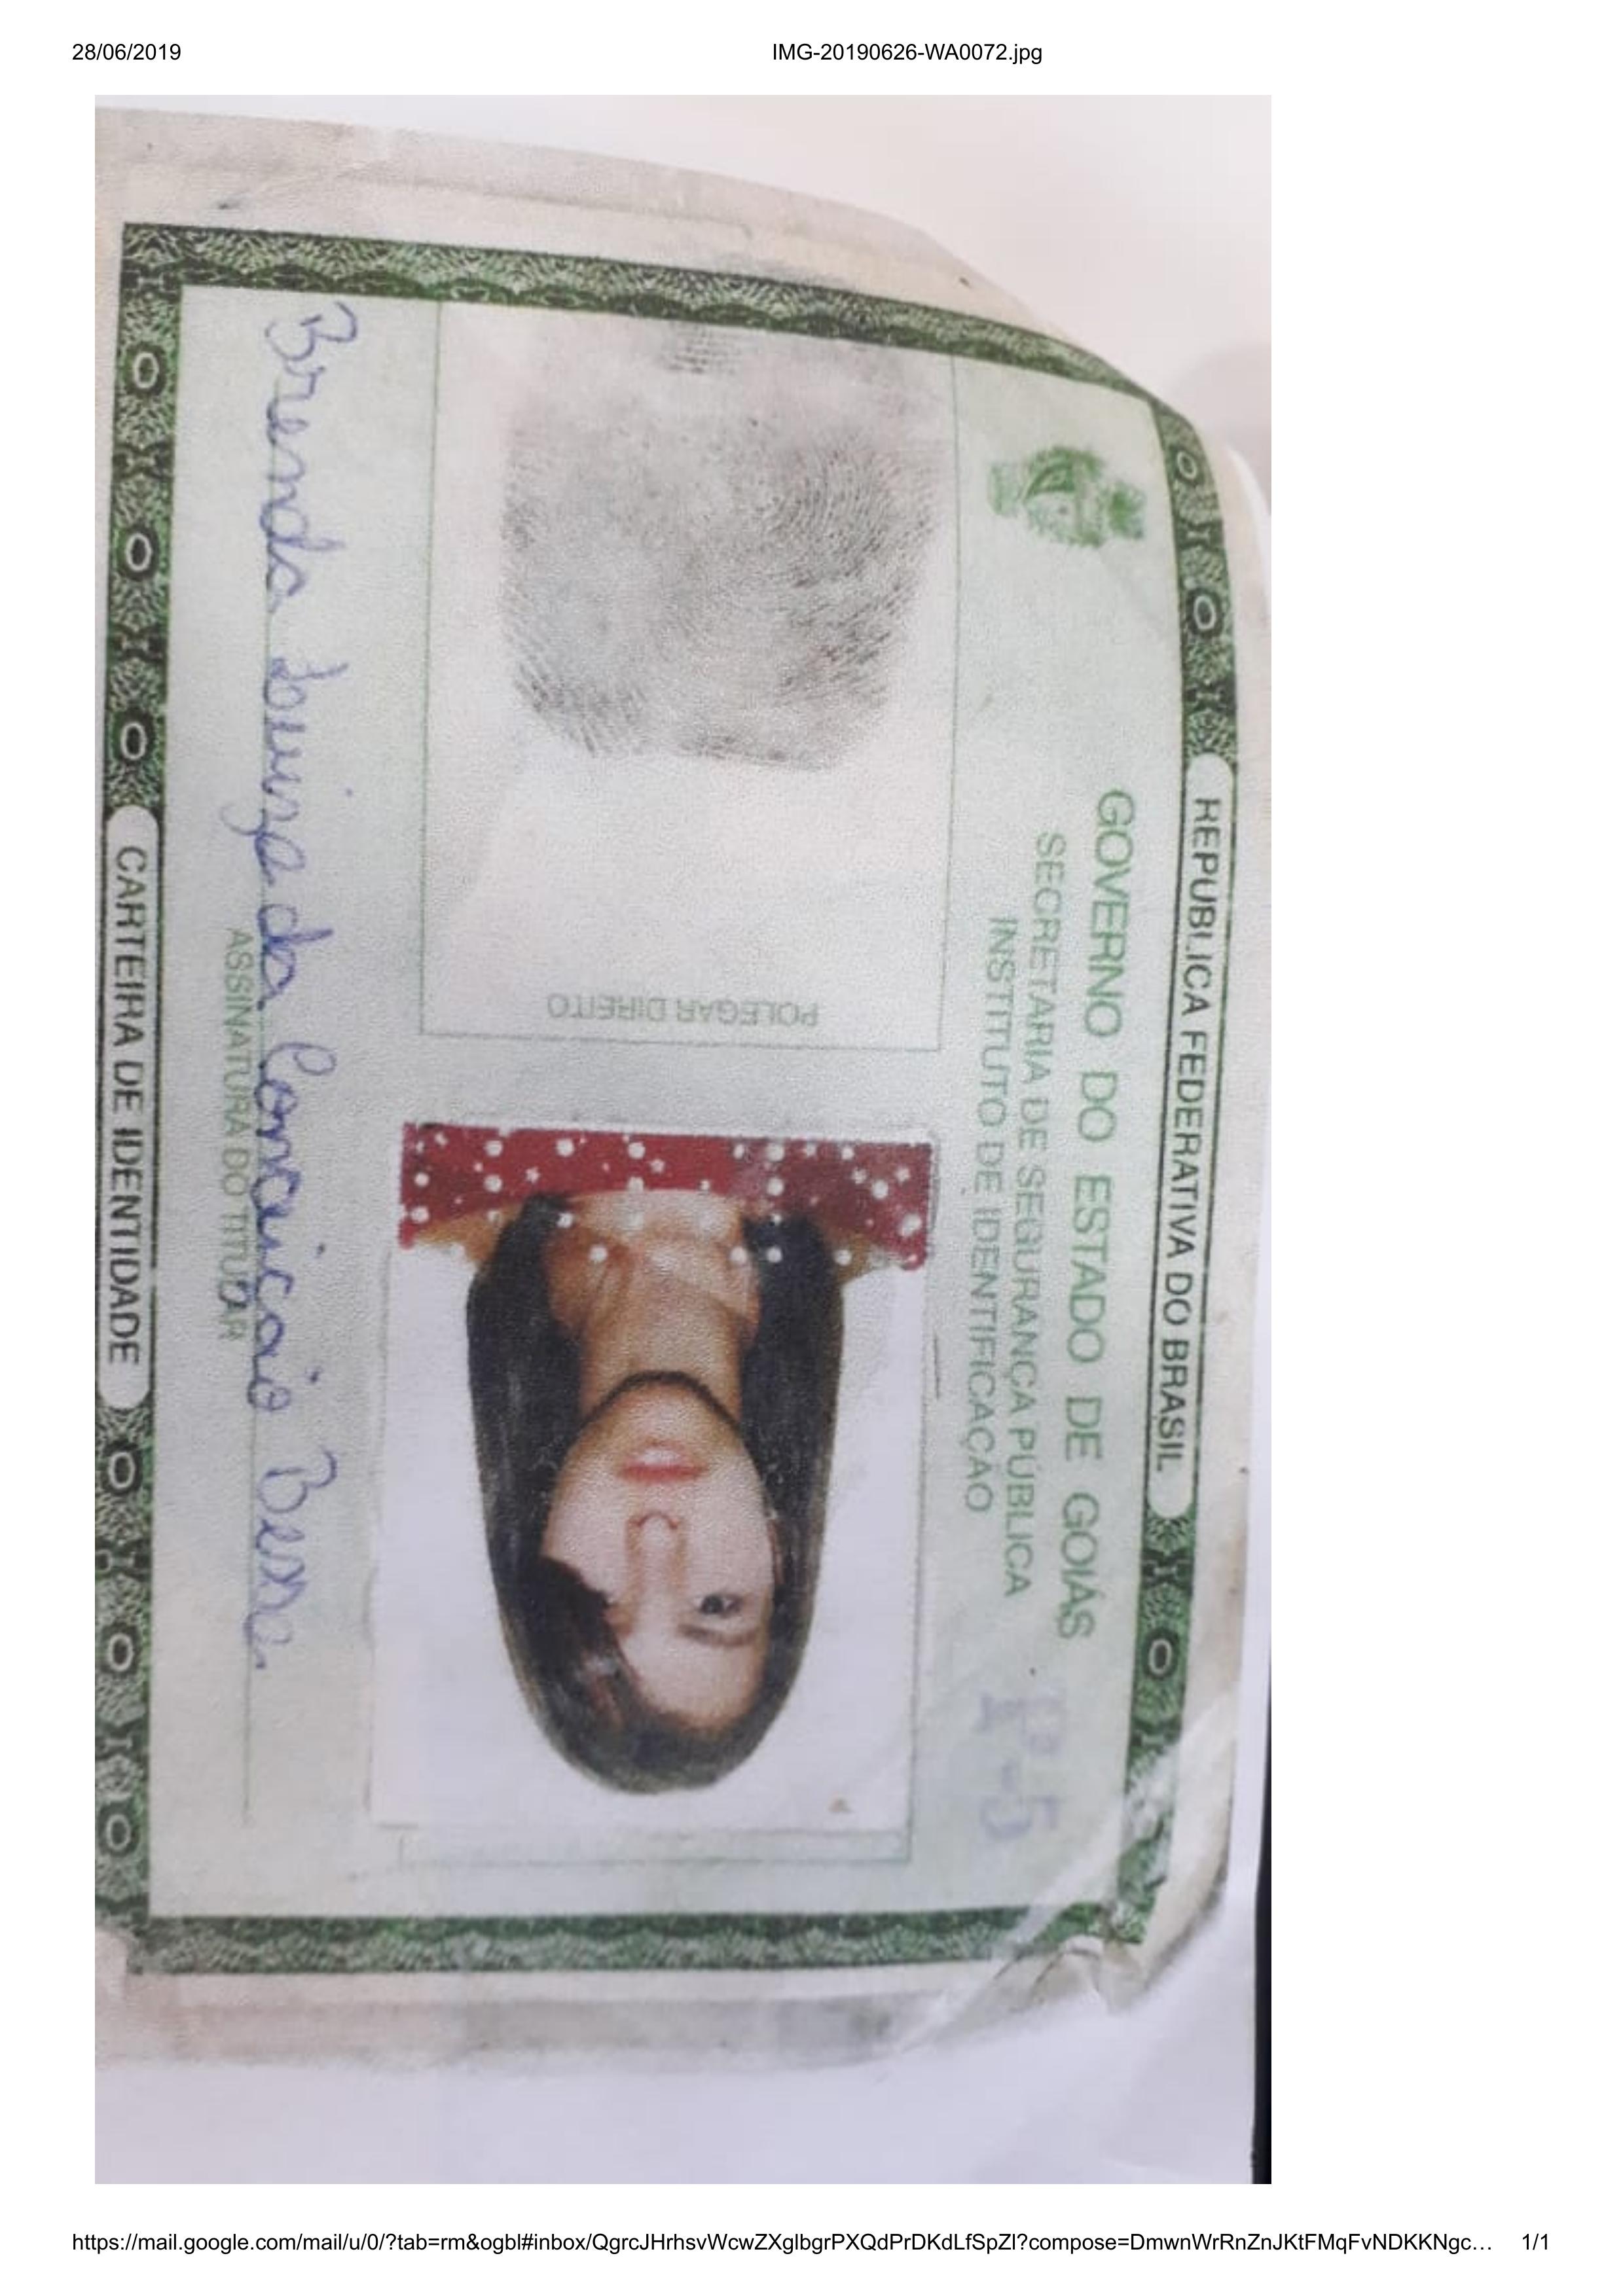 28/06/2019
IMG-20190626-WA0072.jpg
REPUBLICA FEDERATIVA DO BRASIL
GOVERNO DO ESTADO DE GOIÁS
SECRETARIA DE SEGURANÇA PÚBLICA
INSTITUTO DE IDENTIFICAÇÃO
P-5
POLEGAR DIREITO
Brenda Luiza da Conceição Bene
ASSINATURA DO TITULAR
CARTEIRA DE IDENTIDADE
https://mail.google.com/mail/u/0/?tab=rm&ogbl#inbox/QgrcJHrhsvWcwZXglbgrPXQdPrDKdLfSpZl?compose=DmwnWrRnZnJKtFMqFvNDKKNgc…
1/1